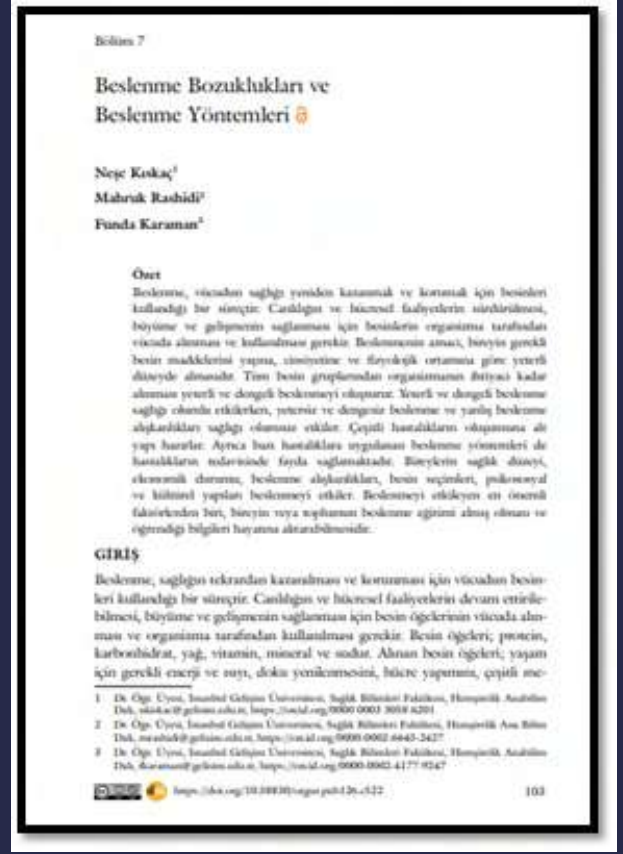 Bölüm 7
Beslenme Bozuklukları ve
Beslenme Yöntemleri
Neşe Kıskaç¹
Mahruk Rashidi²
Funda Karaman³
Özet
Beslenme, vücudun sağlığı yeniden kazanmak ve korumak için besinleri
kullandığı bir süreçtir. Canlılığın ve hücresel faaliyetlerin sürdürülmesi,
büyüme ve gelişmenin sağlanması için besinlerin organizma tarafından
vücuda alınması ve kullanılması gerekir. Beslenmenin amacı, bireyin gerekli
besin maddelerini yaşına, cinsiyetine ve fizyolojik ortamına göre yeterli
düzeyde almasıdır. Tüm besin gruplarından organizmanın ihtiyacı kadar
alınması yeterli ve dengeli beslenmeyi oluşturur. Yeterli ve dengeli beslenme
sağlığı olumlu etkilerken, yetersiz ve dengesiz beslenme ve yanlış beslenme
alışkanlıkları sağlığı olumsuz etkiler. Çeşitli hastalıkların oluşumuna alt
yapı hazırlar. Ayrıca bazı hastalıklara uygulanan beslenme yöntemleri de
hastalıkların tedavisinde fayda sağlamaktadır. Bireylerin sağlık düzeyi,
ekonomik durumu, beslenme alışkanlıkları, besin seçimleri, psikososyal
ve kültürel yapıları beslenmeyi etkiler. Beslenmeyi etkileyen en önemli
faktörlerden biri, bireyin veya toplumun beslenme eğitimi almış olması ve
öğrendiği bilgileri hayatına aktarabilmesidir.
GİRİŞ
Beslenme, sağlığın tekrardan kazanılması ve korunması için vücudun besin-
leri kullandığı bir süreçtir. Canlılığın ve hücresel faaliyetlerin devam ettirile-
bilmesi, büyüme ve gelişmenin sağlanması için besin öğelerinin vücuda alın-
ması ve organizma tarafından kullanılması gerekir. Besin öğeleri; protein,
karbonhidrat, yağ, vitamin, mineral ve sudur. Alınan besin öğeleri; yaşam
için gerekli enerji ve ısıyı, doku yenilenmesini, hücre yapımını, çeşitli me-
1 Dr. Öğr. Üyesi, İstanbul Gelişim Üniversitesi, Sağlık Bilimleri Fakültesi, Hemşirelik Anabilim
Dalı,
2 Dr. Öğr. Üyesi, İstanbul Gelişim Üniversitesi, Sağlık Bilimleri Fakültesi, Hemşirelik Ana Bilim
Dalı,
3 Dr. Öğr. Üyesi, İstanbul Gelişim Üniversitesi, Sağlık Bilimleri Fakültesi, Hemşirelik Anabilim
Dalı,
103